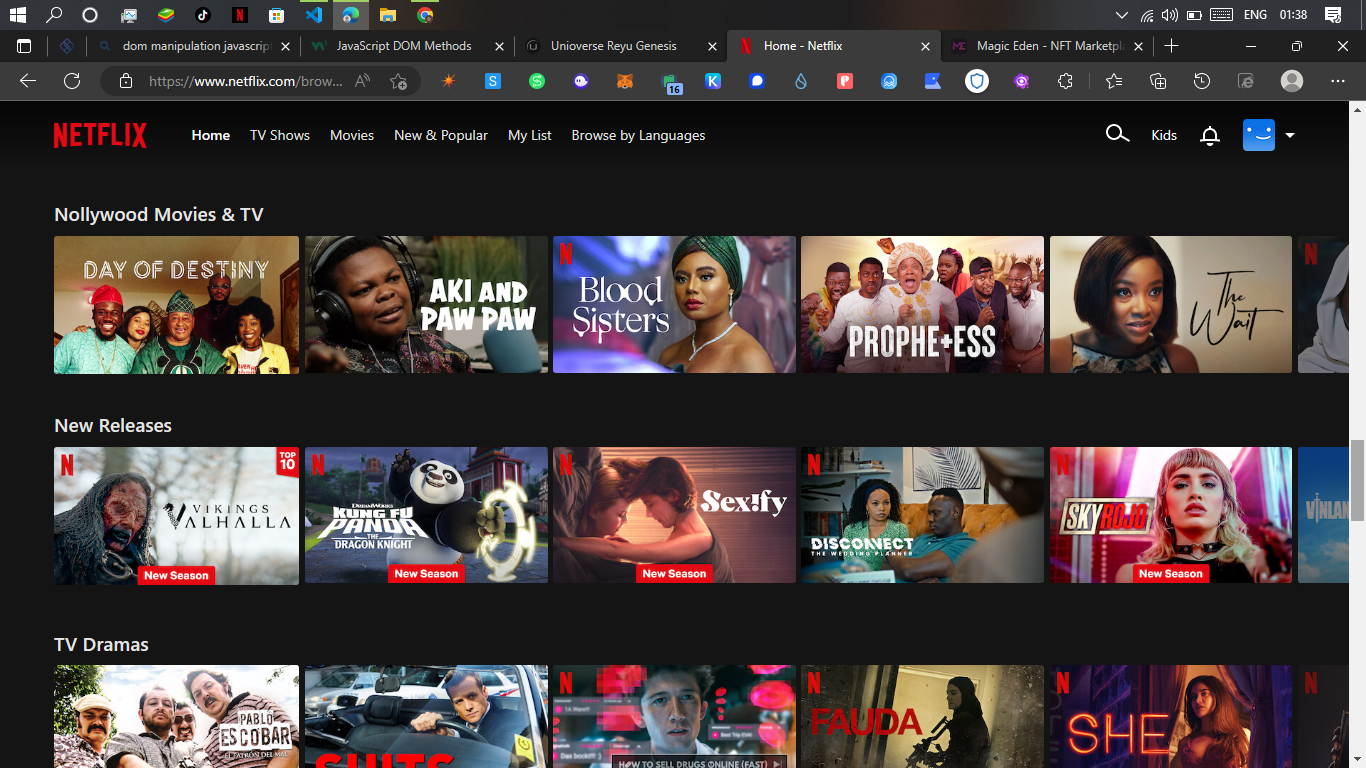 ENG 01:38
dom manipulation javascript
JavaScript DOM Methods
Unioverse Reyu Genesis
Home - Netflix
Magic Eden - NFT Marketpla
https://www.netflix.com/brow...
16
NETFLIX
Home
TV Shows
Movies
New & Popular
My List
Browse by Languages
Kids
Nollywood Movies & TV
DAY OF DESTINY
AKI AND
PAW PAW
Blood
Sisters
PROPHE+ESS
The
Wait
New Releases
TOP
10
VIKINGS
VALHALLA
New Season
DREAMWORKS
KUNG FU
PANDA
THE
DRAGON KNIGHT
New Season
Sex!fy
New Season
DISCONNECT
THE WEDDING PLANNER
SKY ROJO
New Season
VINLAN
TV Dramas
PABLO
ESCOBAR
EL PATRÓN DEL MAL
SUITS
HOW TO SELL DRUGS ONLINE (FAST)
FAUDA
SHE